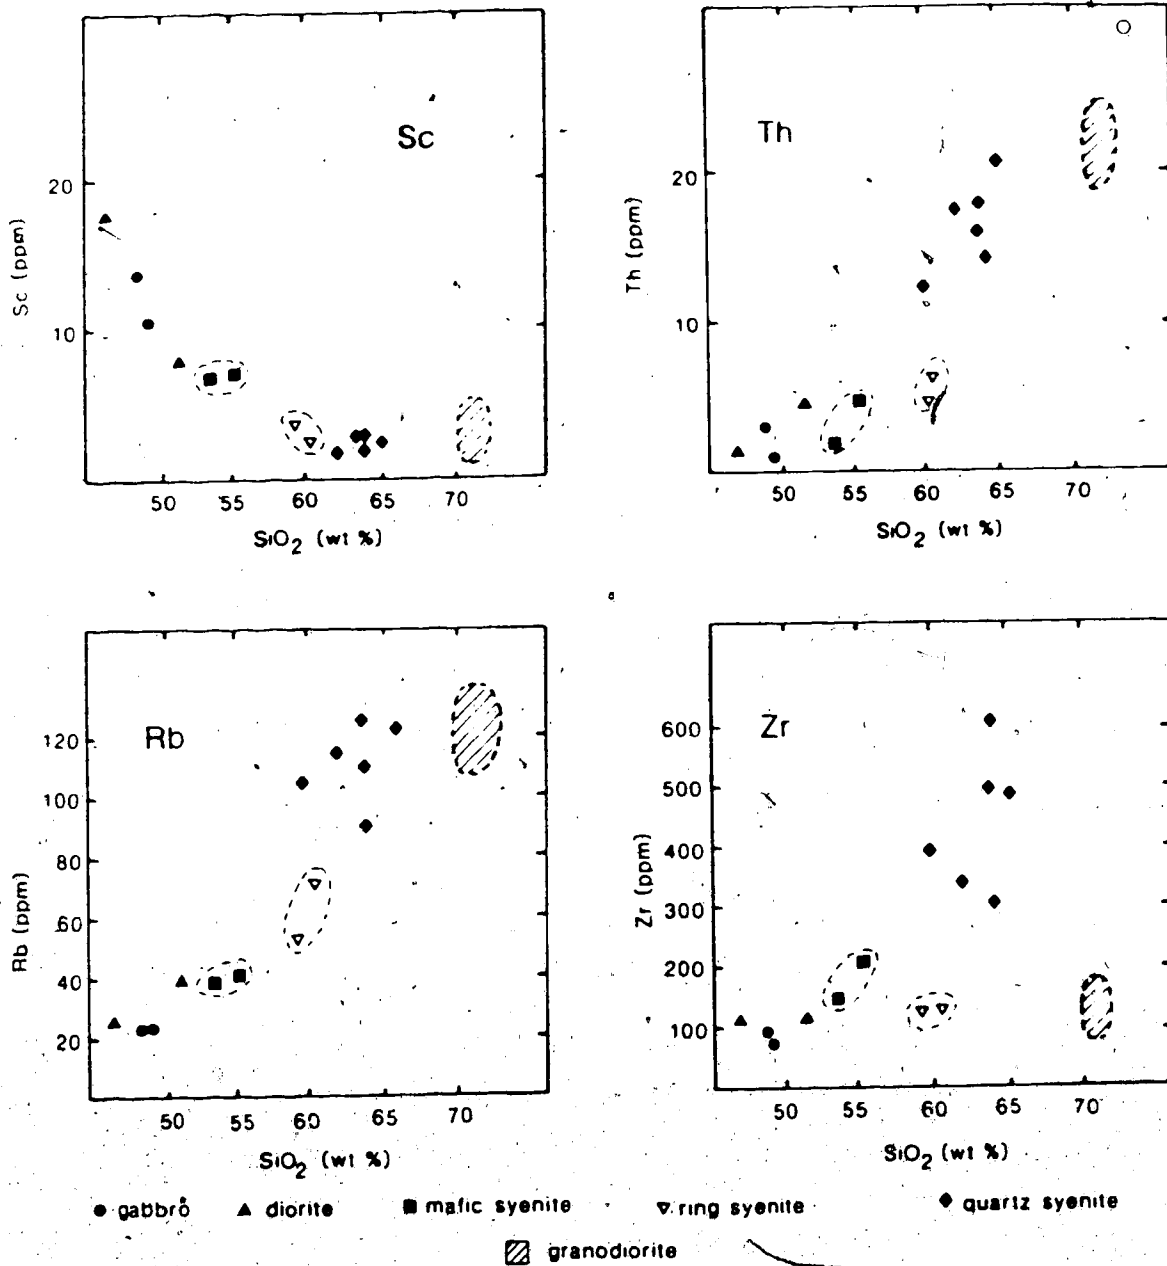 Sc
Sc (ppm)
20
10
50 55 60 65 70
SiO2 (wt %)
Th
Th (ppm)
20
10
50 55 60 65 70
SiO2 (wt %)
Rb
Rb (ppm)
120
100
80
60
40
20
50 55 60 65 70
SiO2 (wt %)
Zr
Zr (ppm)
600
500
400
300
200
100
50 55 60 65 70
SiO2 (wt %)
gabbro diorite mafic syenite ring syenite quartz syenite
granodiorite